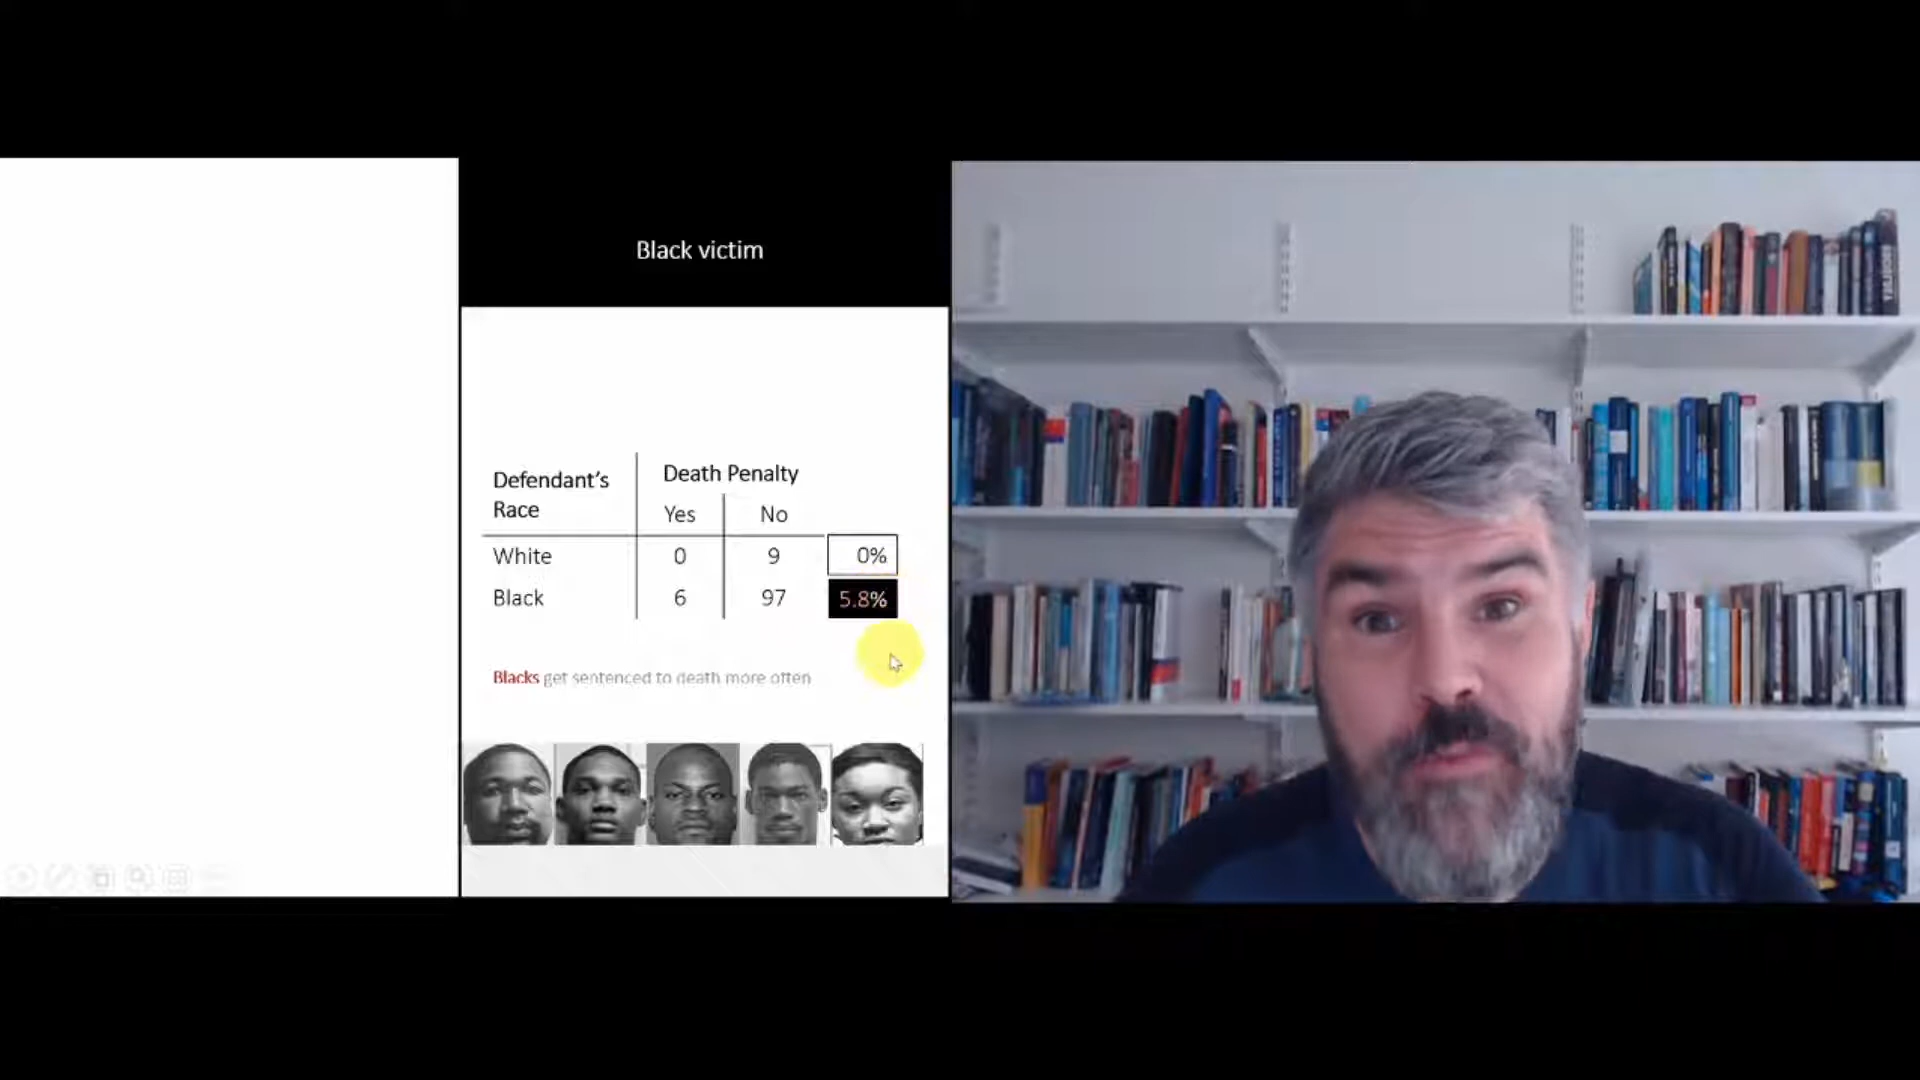 Black victim
Defendant's
Race
Death Penalty
Yes
No
White
0
9
0%
Black
6
97
5.8%
Blacks get sentenced to death more often